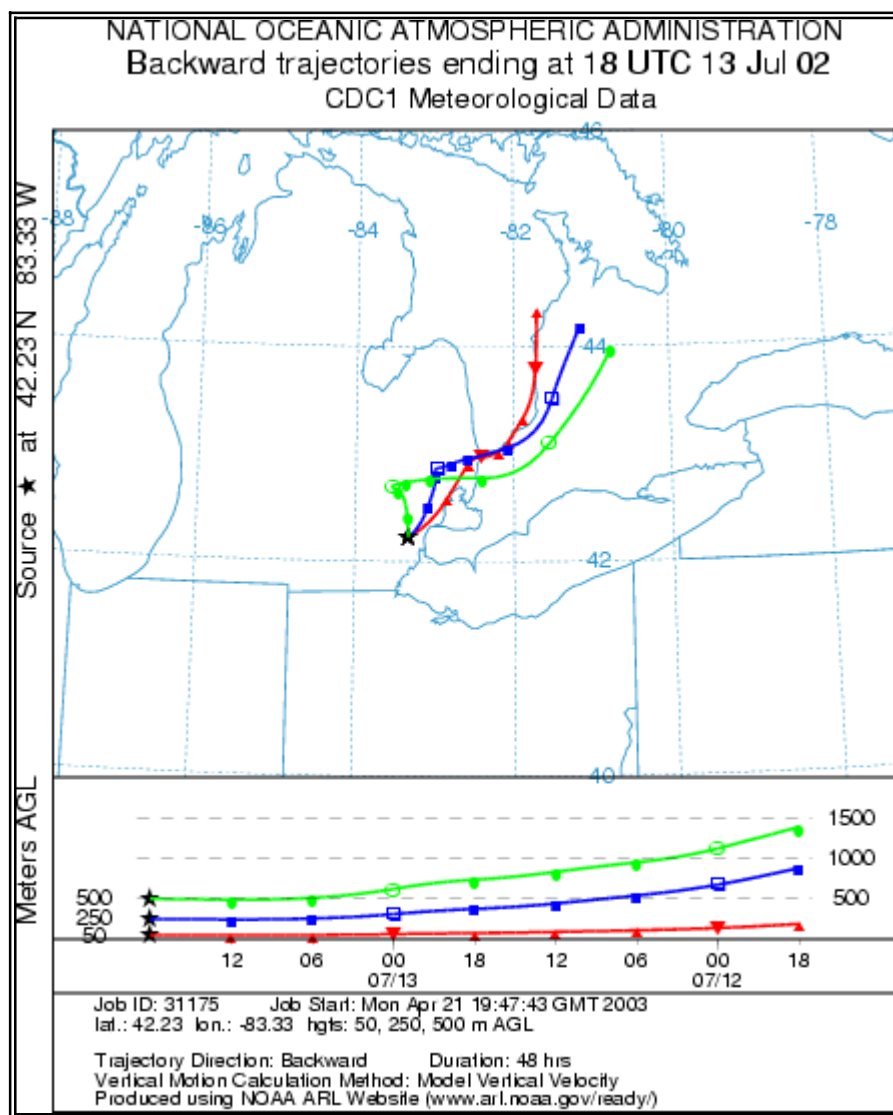 NATIONAL OCEANIC ATMOSPHERIC ADMINISTRATION
Backward trajectories ending at 18 UTC 13 Jul 02
CDC1 Meteorological Data
Source ★ at 42.23 N 83.33 W
46
-88
-86
-84
-82
-80
-78
44
42
40
Meters AGL
1500
1000
500
500
250
50
12 06 00 18 12 06 00 18
07/13 07/12
Job ID: 31175 Job Start: Mon Apr 21 19:47:43 GMT 2003
lat.: 42.23 lon.: -83.33 hgts: 50, 250, 500 m AGL
Trajectory Direction: Backward Duration: 48 hrs
Vertical Motion Calculation Method: Model Vertical Velocity
Produced using NOAA ARL Website (www.arl.noaa.gov/ready/)